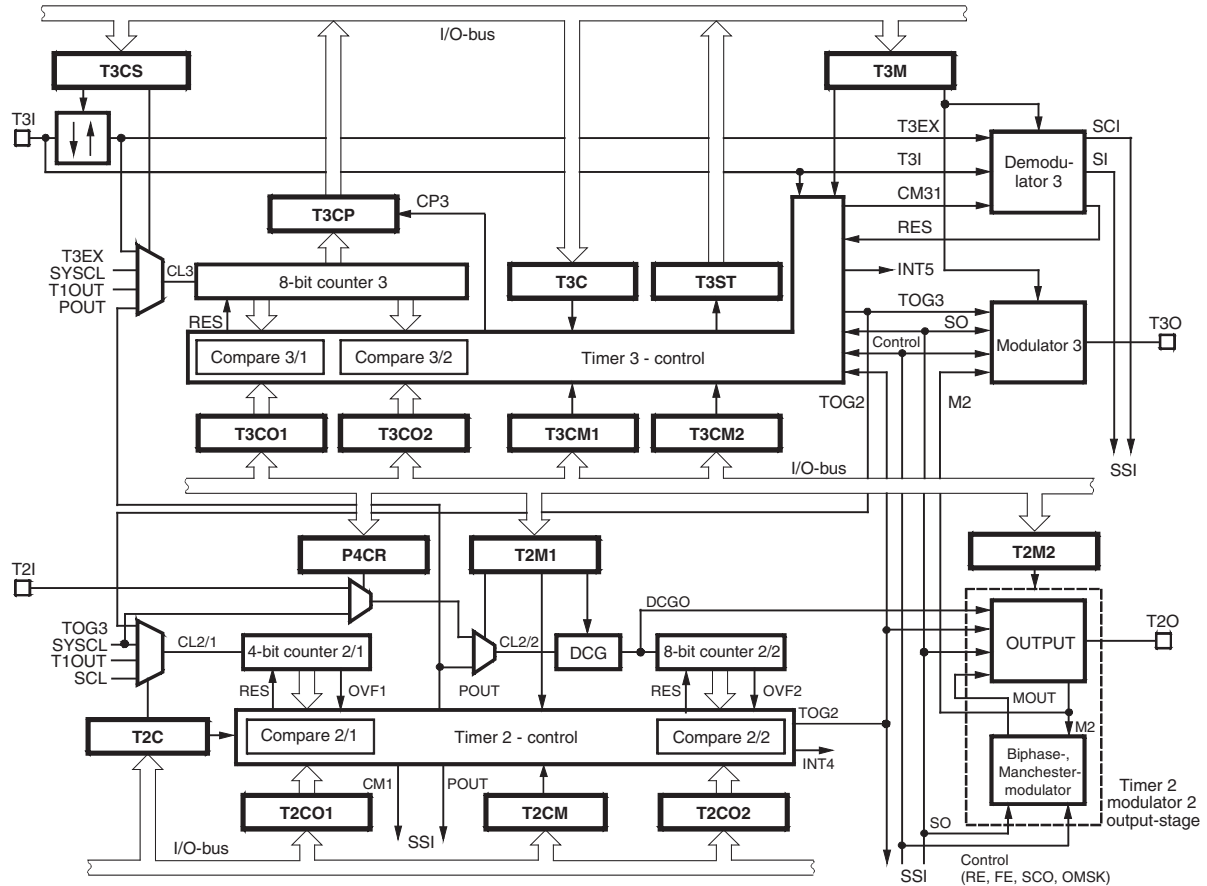 I/O-bus
T3CS
T3M
T3I
T3EX
SCI
Demodu-
lator 3
SI
T3I
CM31
T3CP
CP3
RES
T3EX
SYSCL
T1OUT
POUT
CL3
8-bit counter 3
T3C
T3ST
INT5
RES
TOG3
SO
T3O
Compare 3/1
Compare 3/2
Timer 3 - control
Control
Modulator 3
TOG2
M2
T3CO1
T3CO2
T3CM1
T3CM2
I/O-bus
SSI
P4CR
T2M1
T2M2
T2I
DCGO
TOG3
SYSCL
T1OUT
SCL
CL2/1
4-bit counter 2/1
CL2/2
DCG
8-bit counter 2/2
OUTPUT
T2O
RES
OVF1
POUT
RES
OVF2
MOUT
TOG2
M2
T2C
Compare 2/1
Timer 2 - control
Compare 2/2
INT4
Biphase-,
Manchester-
modulator
CM1
POUT
Timer 2
modulator 2
output-stage
T2CO1
T2CM
T2CO2
SSI
SO
I/O-bus
SSI
Control
(RE, FE, SCO, OMSK)